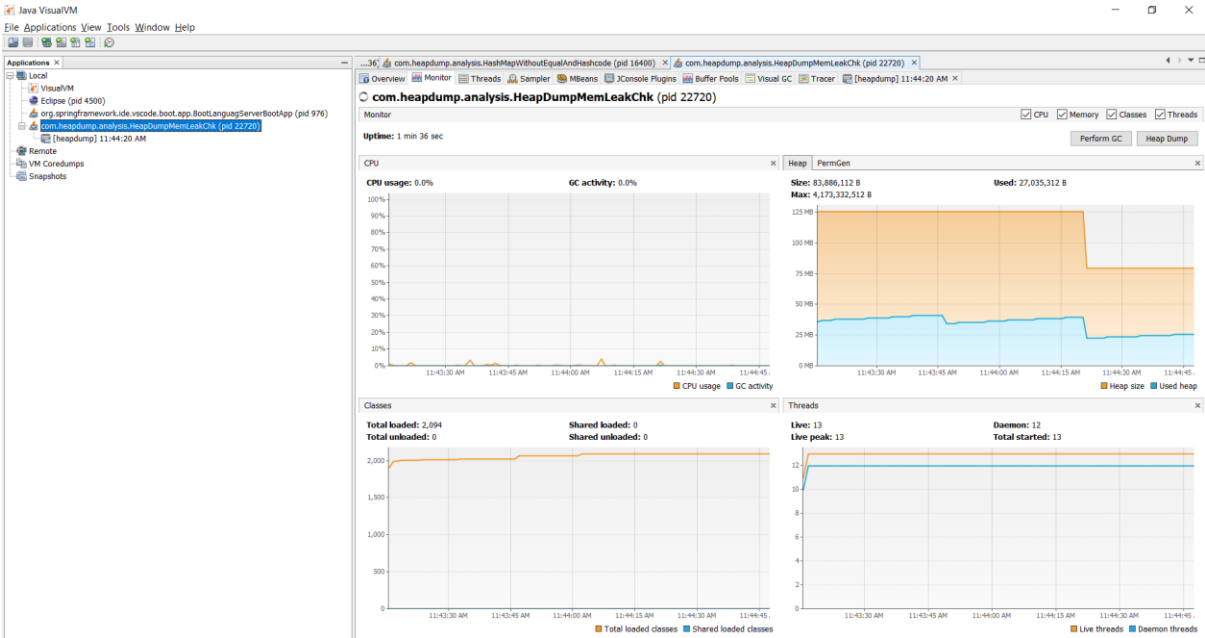 Java VisualVM
File Applications View Tools Window Help
Applications
Local
VisualVM
Eclipse (pid 4500)
org.springframework.ide.vscode.boot.app.BootLanguagServerBootApp (pid 976)
com.heapdump.analysis.HeapDumpMemLeakChk (pid 22720)
[heapdump] 11:44:20 AM
Remote
VM Coredumps
Snapshots
...36) com.heapdump.analysis.HashMapWithoutEqualAndHashcode (pid 16400) com.heapdump.analysis.HeapDumpMemLeakChk (pid 22720)
Overview Monitor Threads Sampler MBeans JConsole Plugins Buffer Pools Visual GC Tracer [heapdump] 11:44:20 AM
com.heapdump.analysis.HeapDumpMemLeakChk (pid 22720)
Monitor CPU Memory Classes Threads
Uptime: 1 min 36 sec
Perform GC Heap Dump
CPU
CPU usage: 0.0% GC activity: 0.0%
100%
90%
80%
70%
60%
50%
40%
30%
20%
10%
0%
11:43:30 AM 11:43:45 AM 11:44:00 AM 11:44:15 AM 11:44:30 AM 11:44:45.
CPU usage GC activity
Heap PermGen
Size: 83,886,112 B Used: 27,035,312 B
Max: 4,173,332,512 B
125 MB
100 MB
75 MB
50 MB
25 MB
0 MB
11:43:30 AM 11:43:45 AM 11:44:00 AM 11:44:15 AM 11:44:30 AM 11:44:45.
Heap size Used heap
Classes
Total loaded: 2,094 Shared loaded: 0
Total unloaded: 0 Shared unloaded: 0
2,000
1,500
1,000
500
0
11:43:30 AM 11:43:45 AM 11:44:00 AM 11:44:15 AM 11:44:30 AM 11:44:45.
Total loaded classes Shared loaded classes
Threads
Live: 13 Daemon: 12
Live peak: 13 Total started: 13
12
10
8
6
4
2
0
11:43:30 AM 11:43:45 AM 11:44:00 AM 11:44:15 AM 11:44:30 AM 11:44:45.
Live threads Daemon threads